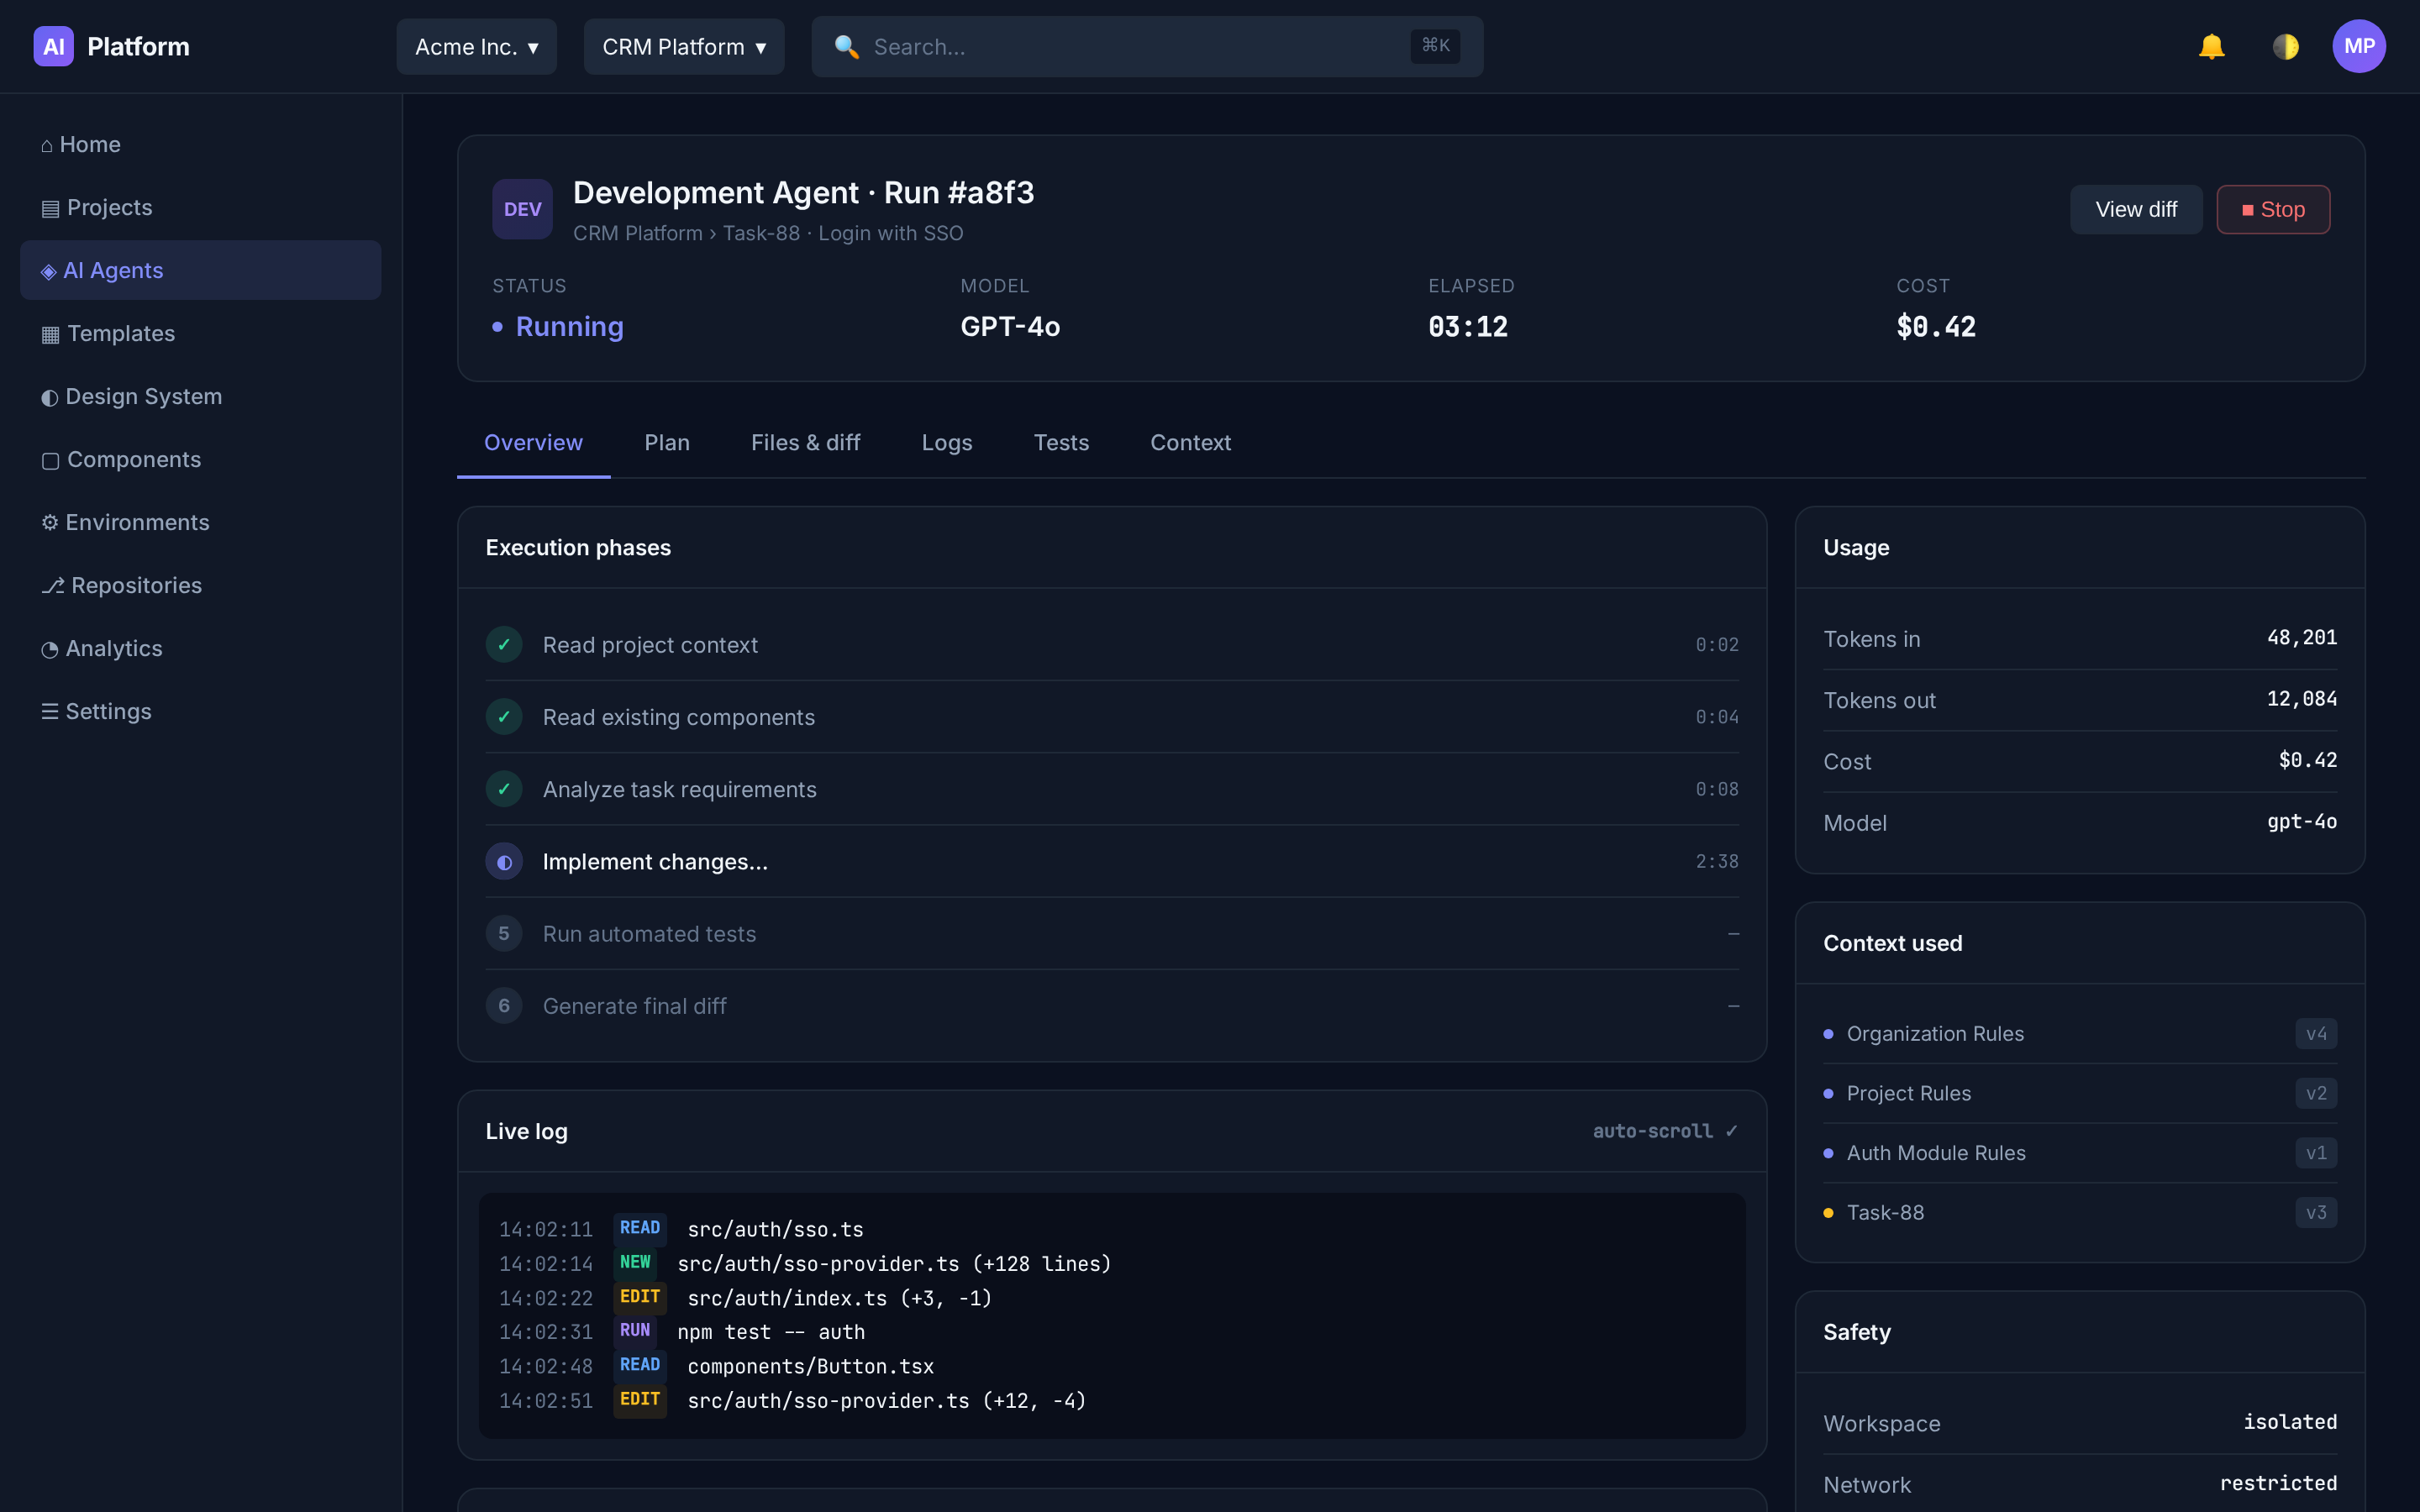 AI Platform
Acme Inc. ▾
CRM Platform ▾
Search...
⌘K
MP
Home
Projects
AI Agents
Templates
Design System
Components
Environments
Repositories
Analytics
Settings
DEV
Development Agent · Run #a8f3
CRM Platform › Task-88 · Login with SSO
View diff
Stop
STATUS
Running
MODEL
GPT-4o
ELAPSED
03:12
COST
$0.42
Overview
Plan
Files & diff
Logs
Tests
Context
Execution phases
✓ Read project context 0:02
✓ Read existing components 0:04
✓ Analyze task requirements 0:08
Implement changes... 2:38
5 Run automated tests —
6 Generate final diff —
Live log
auto-scroll ✓
14:02:11 READ src/auth/sso.ts
14:02:14 NEW src/auth/sso-provider.ts (+128 lines)
14:02:22 EDIT src/auth/index.ts (+3, -1)
14:02:31 RUN npm test -- auth
14:02:48 READ components/Button.tsx
14:02:51 EDIT src/auth/sso-provider.ts (+12, -4)
Usage
Tokens in 48,201
Tokens out 12,084
Cost $0.42
Model gpt-4o
Context used
Organization Rules v4
Project Rules v2
Auth Module Rules v1
Task-88 v3
Safety
Workspace isolated
Network restricted